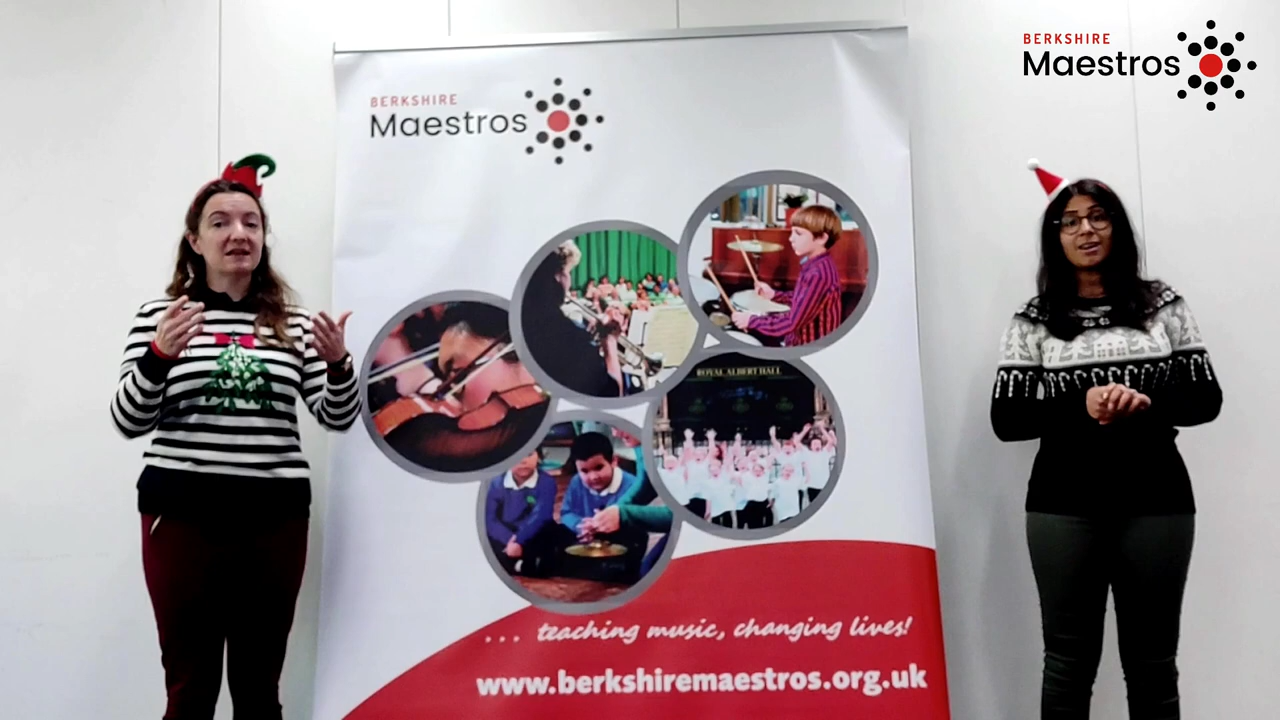 BERKSHIRE
Maestros
BERKSHIRE
Maestros
ROYAL ALBERT HALL
... teaching music, changing lives!
www.berkshiremaestros.org.uk